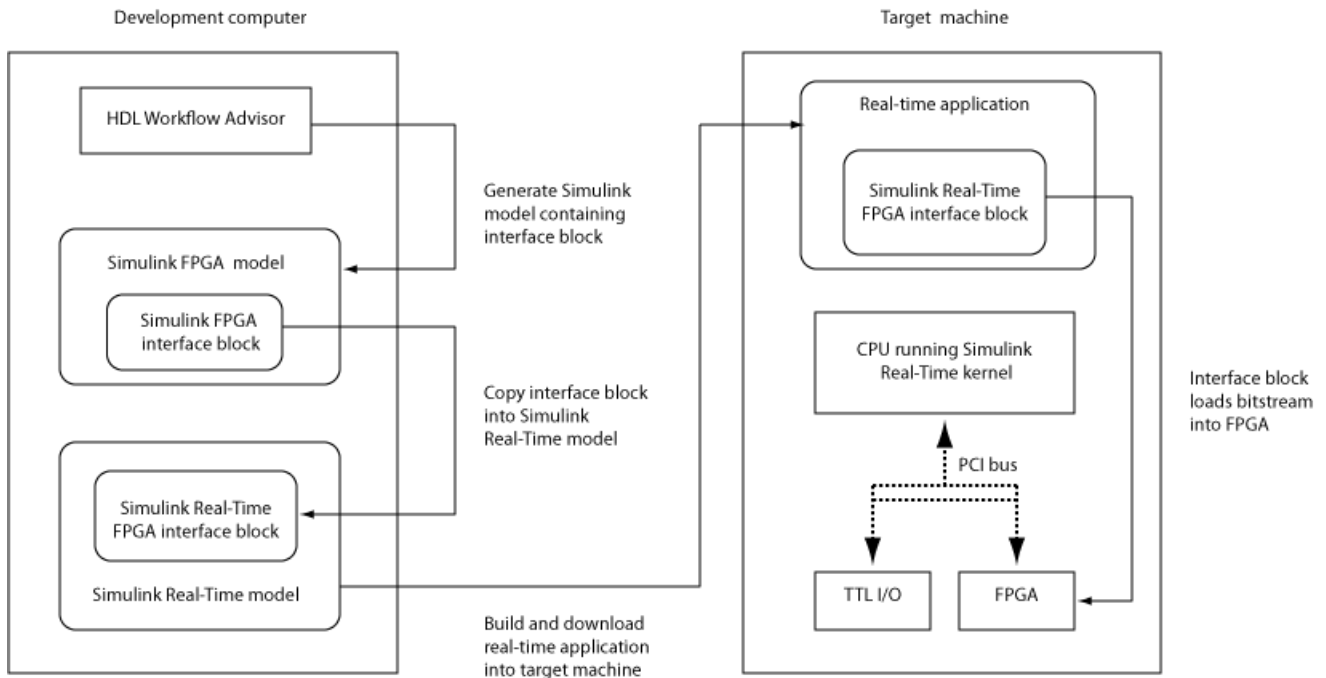 Development computer
Target machine
HDL Workflow Advisor
Generate Simulink
model containing
interface block
Simulink FPGA model
Simulink FPGA
interface block
Copy interface block
into Simulink
Real-Time model
Simulink Real-Time
FPGA interface block
Simulink Real-Time model
Build and download
real-time application
into target machine
Real-time application
Simulink Real-Time
FPGA interface block
CPU running Simulink
Real-Time kernel
PCI bus
TTL I/O
FPGA
Interface block
loads bitstream
into FPGA